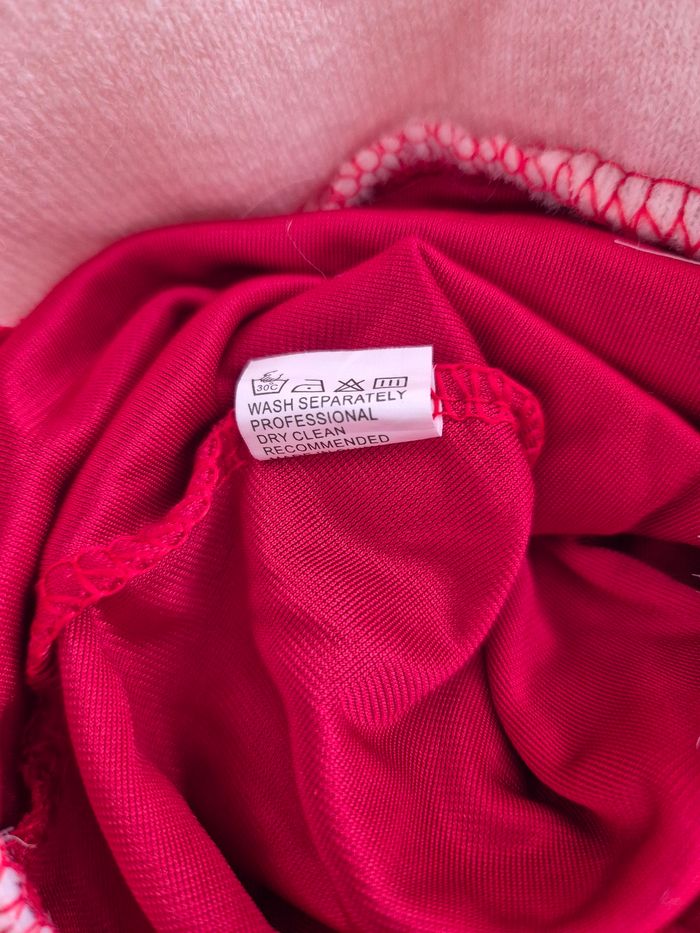 30C
WASH SEPARATELY
PROFESSIONAL
DRY CLEAN
RECOMMENDED